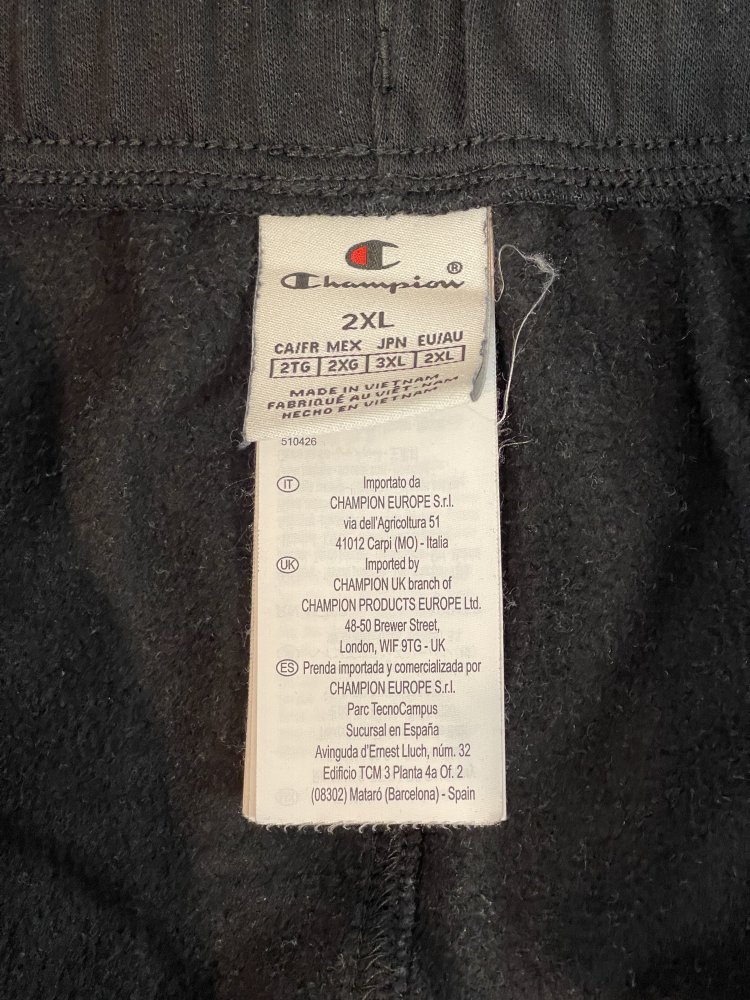 Champion®
2XL
CA/FR MEX JPN EU/AU
2TG 2XG 3XL 2XL
MADE IN VIETNAM
FABRIQUÉ AU VIÊT-NAM
HECHO EN VIETNAM
510426
IT Importato da
CHAMPION EUROPE S.r.l.
via dell'Agricoltura 51
41012 Carpi (MO) - Italia
UK Imported by
CHAMPION UK branch of
CHAMPION PRODUCTS EUROPE Ltd.
48-50 Brewer Street,
London, WIF 9TG - UK
ES Prenda importada y comercializada por
CHAMPION EUROPE S.r.l.
Parc TecnoCampus
Sucursal en España
Avinguda d'Ernest Lluch, núm. 32
Edificio TCM 3 Planta 4a Of. 2
(08302) Mataró (Barcelona) - Spain